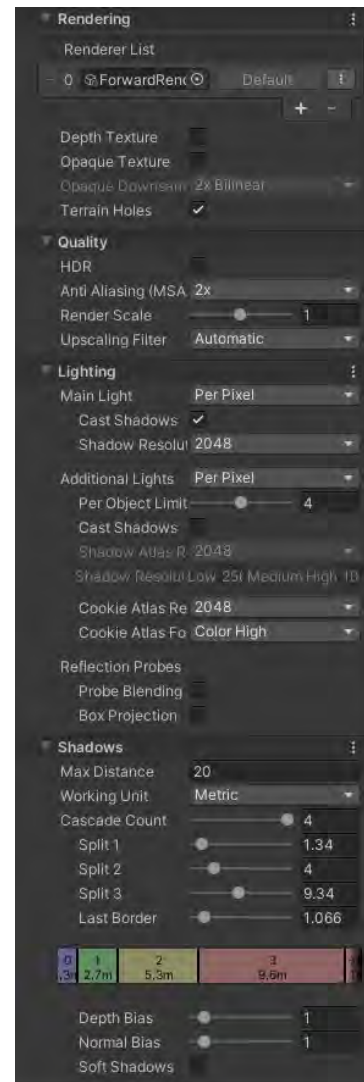 Rendering
Renderer List
0 ForwardRend Default
+ -
Depth Texture
Opaque Texture
Opaque Downsam 2x Bilinear
Terrain Holes
Quality
HDR
Anti Aliasing (MSA 2x
Render Scale 1
Upscaling Filter Automatic
Lighting
Main Light Per Pixel
Cast Shadows
Shadow Resolut 2048
Additional Lights Per Pixel
Per Object Limit 4
Cast Shadows
Shadow Atlas R 2048
Shadow Resolut Low Medium High
Cookie Atlas Re 2048
Cookie Atlas Fo Color High
Reflection Probes
Probe Blending
Box Projection
Shadows
Max Distance 20
Working Unit Metric
Cascade Count 4
Split 1 1.34
Split 2 4
Split 3 9.34
Last Border 1.066
0 1 2 3
.3m 2.7m 5.3m 9.6m
Depth Bias 1
Normal Bias 1
Soft Shadows